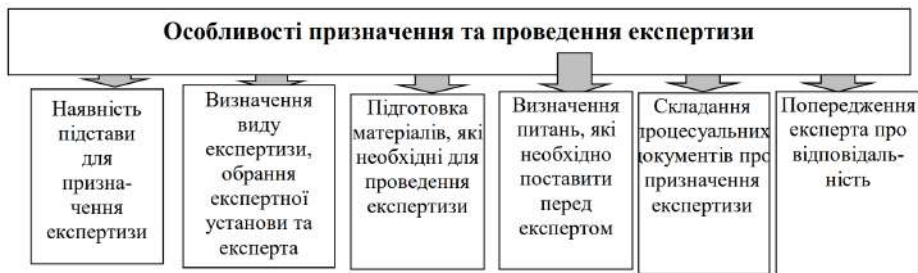 Особливості призначення та проведення експертизи
Наявність
підстави
для
призна-
чення
експертизи
Визначення
виду
експертизи,
обрання
експертної
установи та
експерта
Підготовка
матеріалів, які
необхідні для
проведення
експертизи
Визначення
питань, які
необхідно
поставити
перед
експертом
Складання
процесуальних
документів про
призначення
експертизи
Попередження
експерта про
відповідаль-
ність